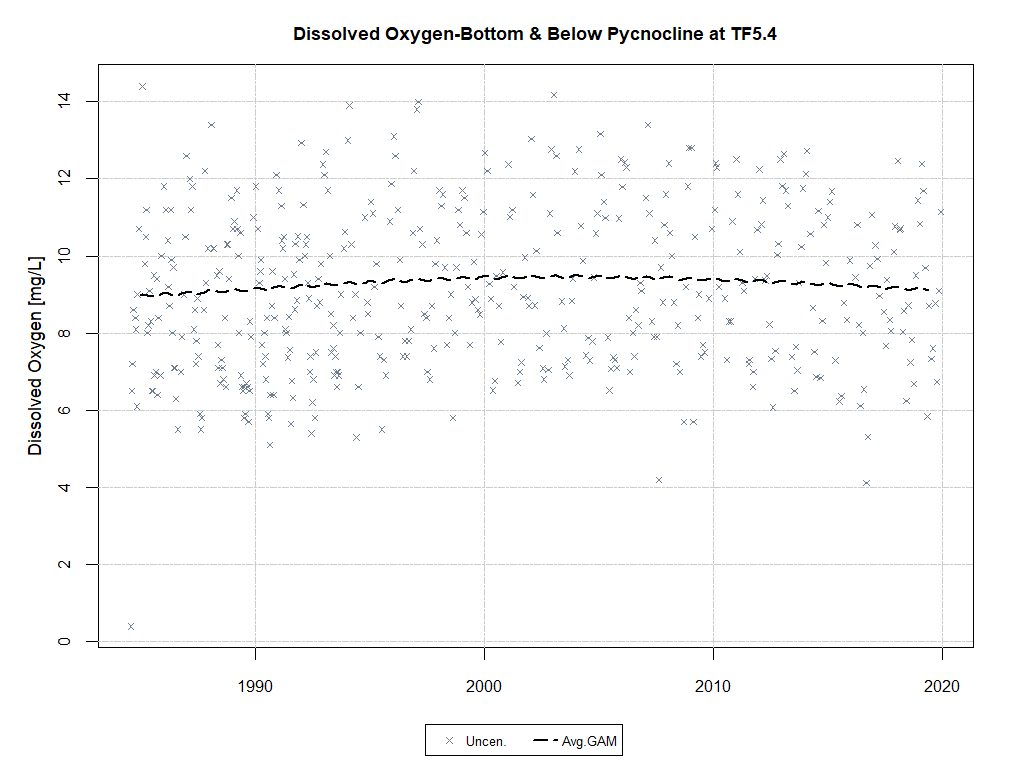 Dissolved Oxygen-Bottom & Below Pycnocline at TF5.4
Dissolved Oxygen [mg/L]
14
12
10
8
6
4
2
0
1990 2000 2010 2020
Uncen. Avg.GAM